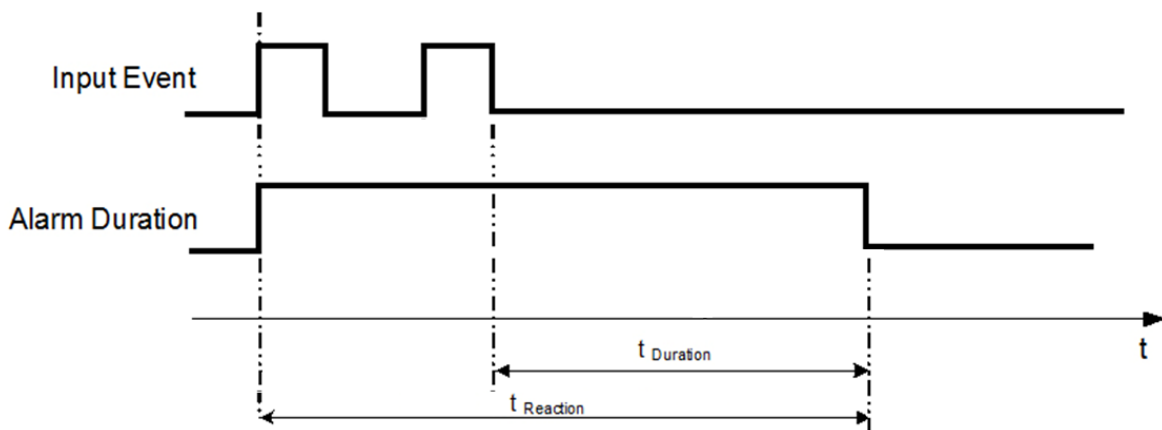 Input Event
Alarm Duration
t
t Duration
t Reaction